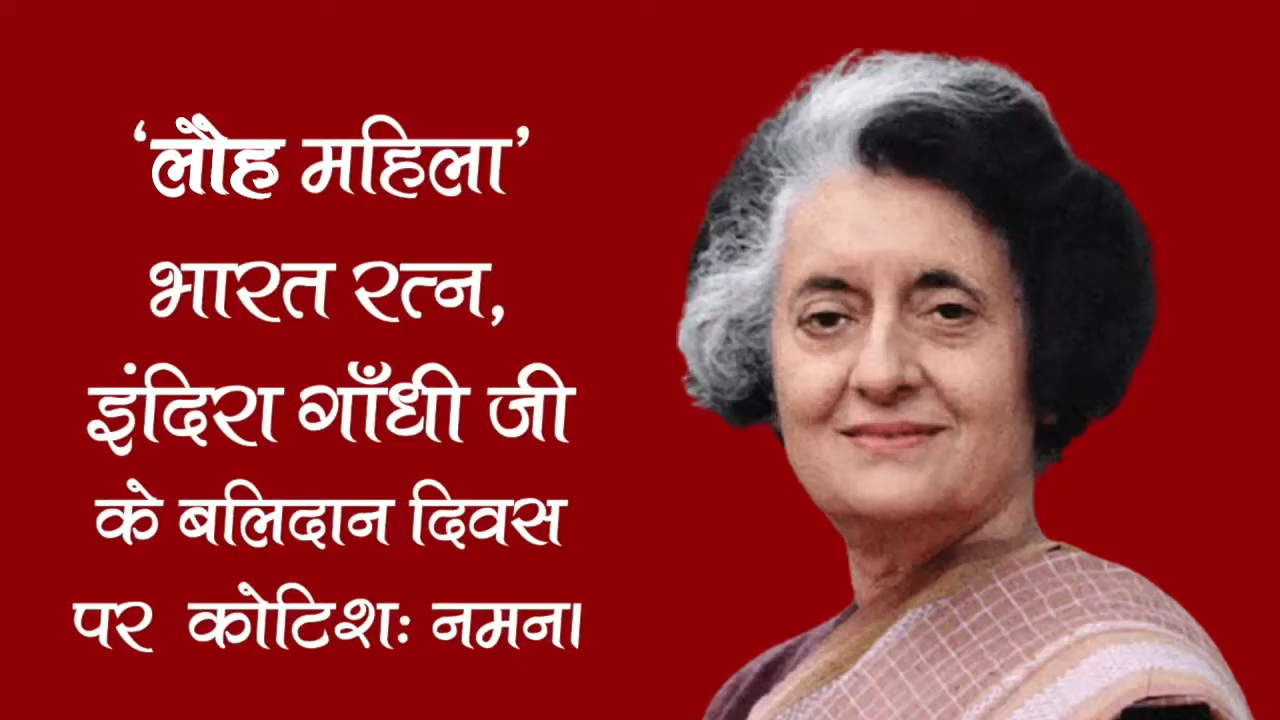 ‘लौह महिला’
भारत रत्न,
इंदिरा गाँधी जी
के बलिदान दिवस
पर कोटिशः नमन।